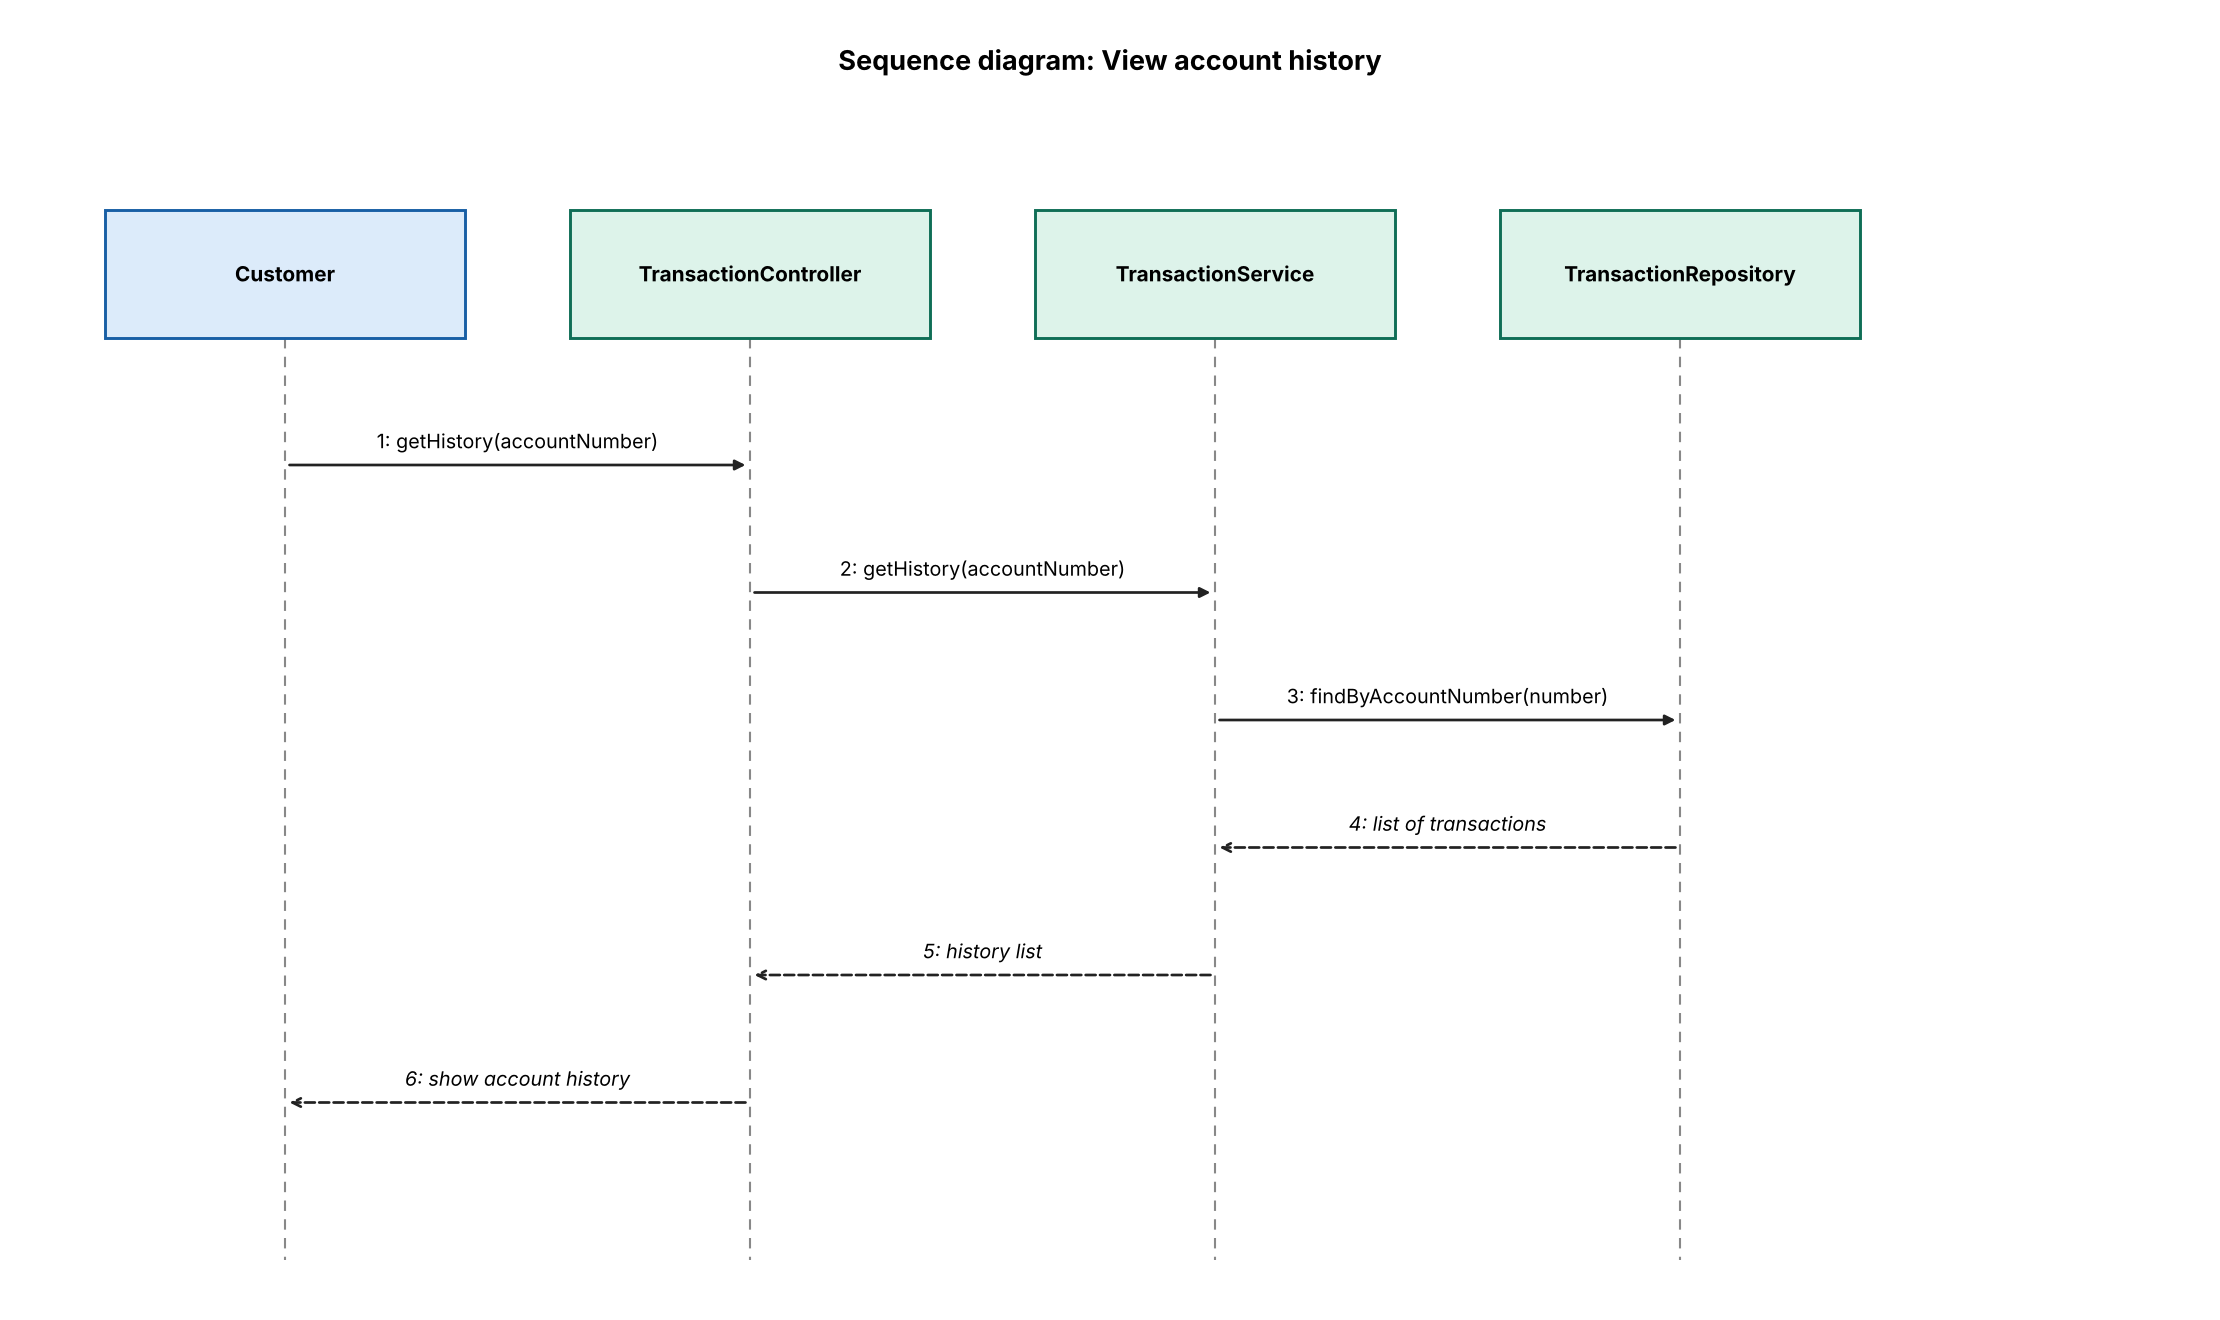 Sequence diagram: View account history
Customer
TransactionController
TransactionService
TransactionRepository
1: getHistory(accountNumber)
2: getHistory(accountNumber)
3: findByAccountNumber(number)
4: list of transactions
5: history list
6: show account history